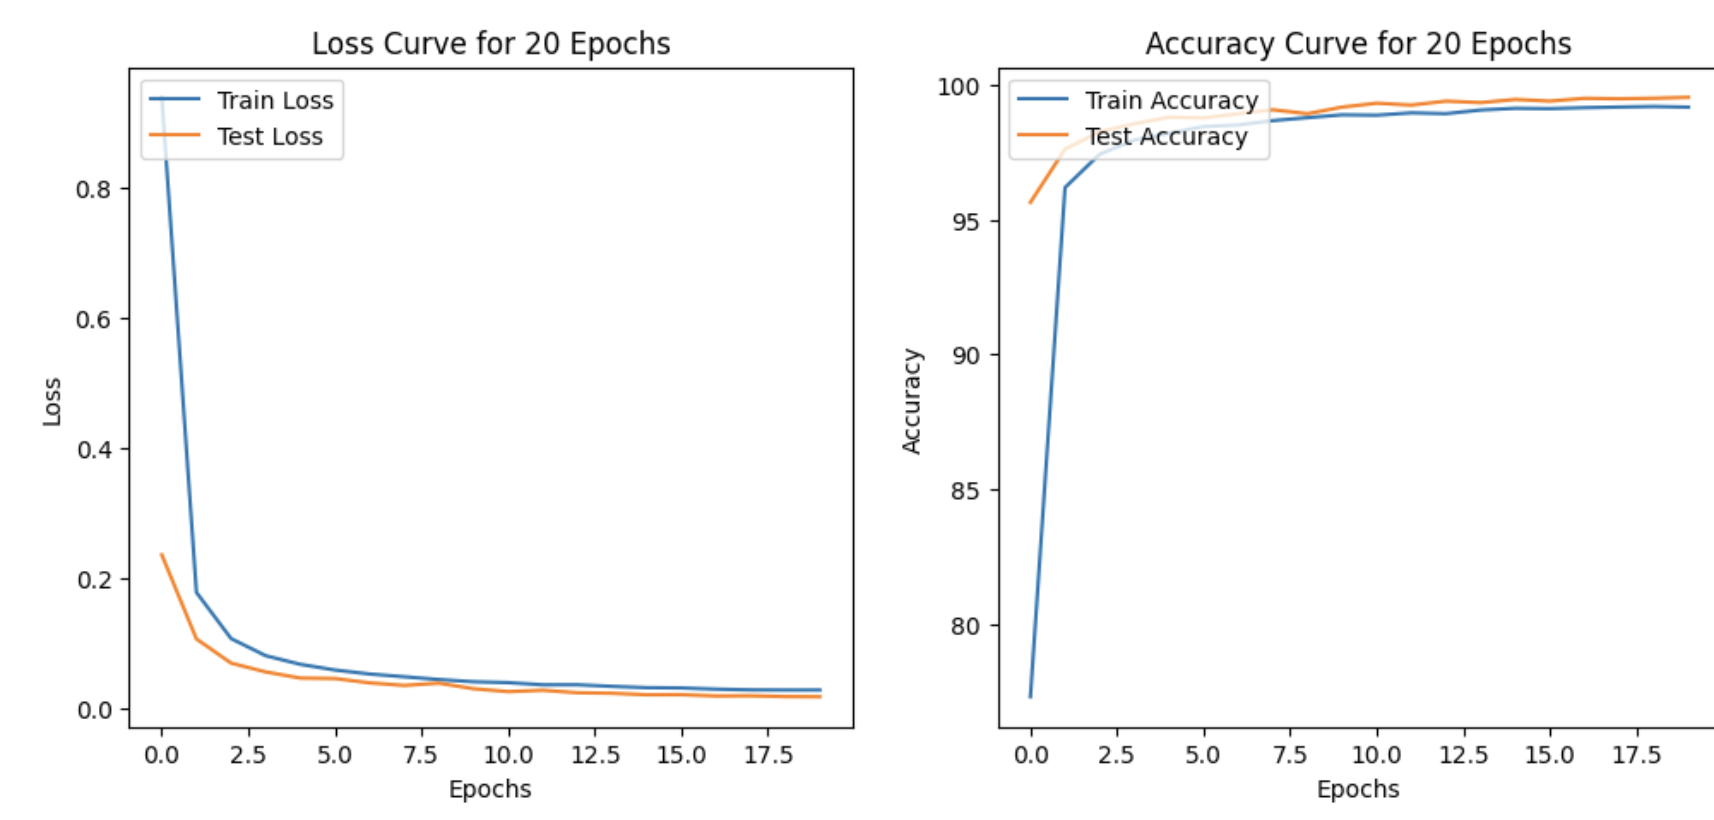 Loss Curve for 20 Epochs
Train Loss
Test Loss
0.8
0.6
0.4
0.2
0.0
Loss
0.0 2.5 5.0 7.5 10.0 12.5 15.0 17.5
Epochs
Accuracy Curve for 20 Epochs
Train Accuracy
Test Accuracy
100
95
90
85
80
Accuracy
0.0 2.5 5.0 7.5 10.0 12.5 15.0 17.5
Epochs